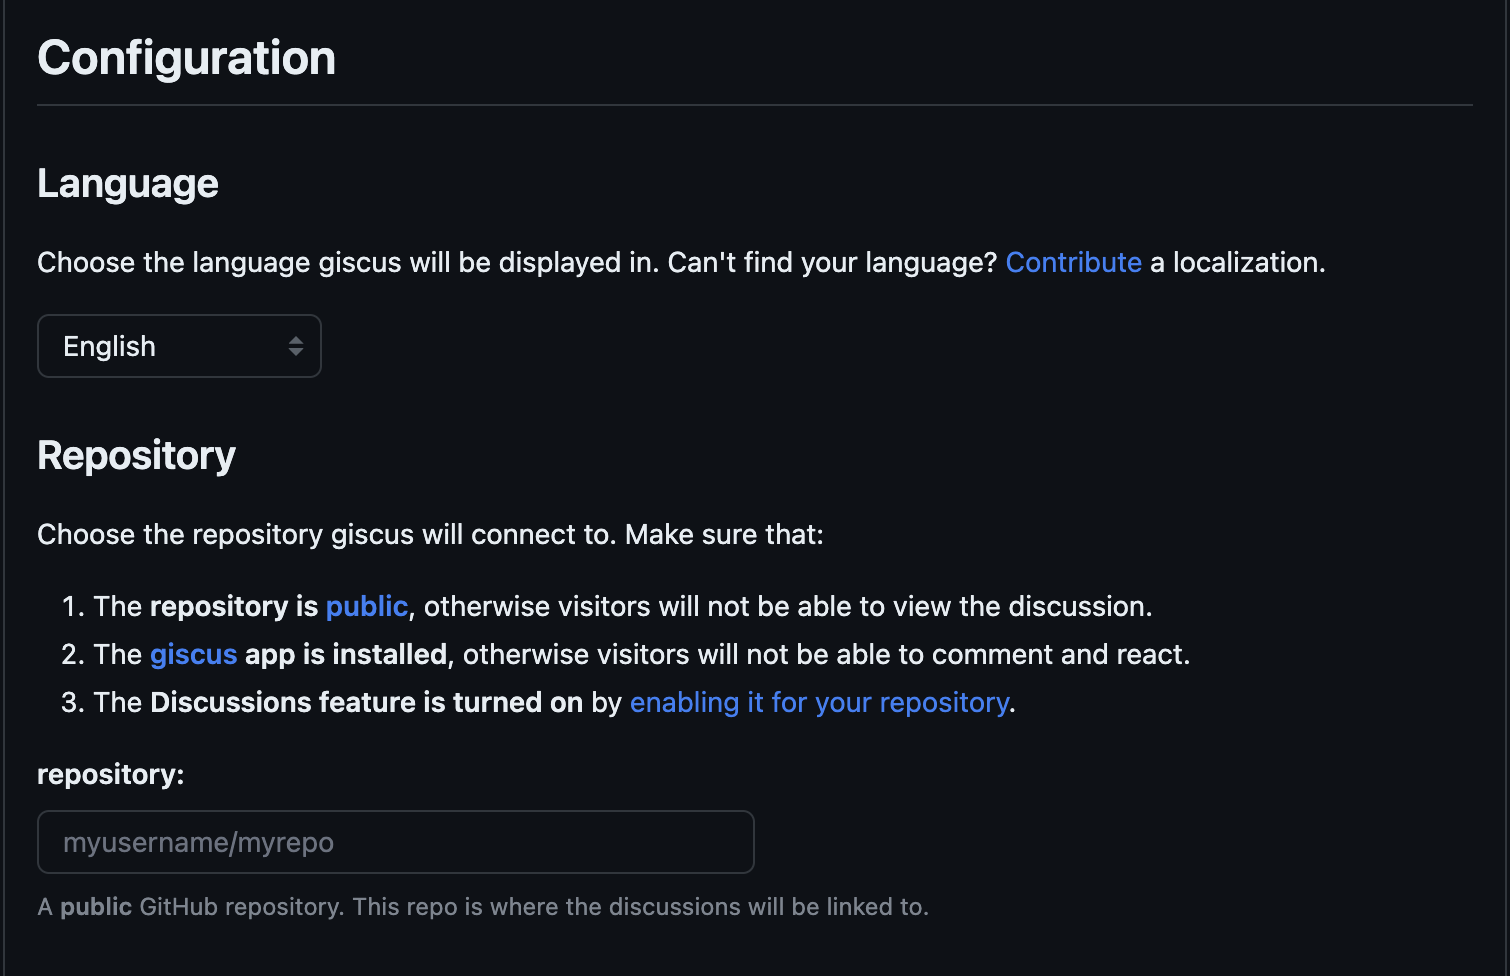 Configuration
Language
Choose the language giscus will be displayed in. Can't find your language? Contribute a localization.
English
Repository
Choose the repository giscus will connect to. Make sure that:
1. The repository is public, otherwise visitors will not be able to view the discussion.
2. The giscus app is installed, otherwise visitors will not be able to comment and react.
3. The Discussions feature is turned on by enabling it for your repository.
repository:
myusername/myrepo
A public GitHub repository. This repo is where the discussions will be linked to.